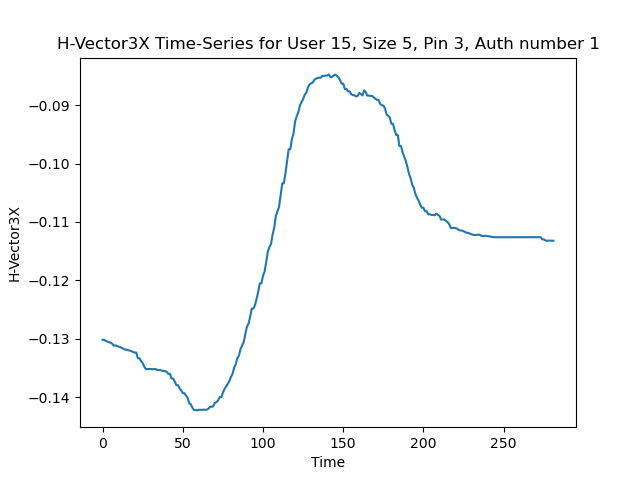 H-Vector3X Time-Series for User 15, Size 5, Pin 3, Auth number 1
−0.09
−0.10
−0.11
−0.12
−0.13
−0.14
H-Vector3X
0 50 100 150 200 250
Time